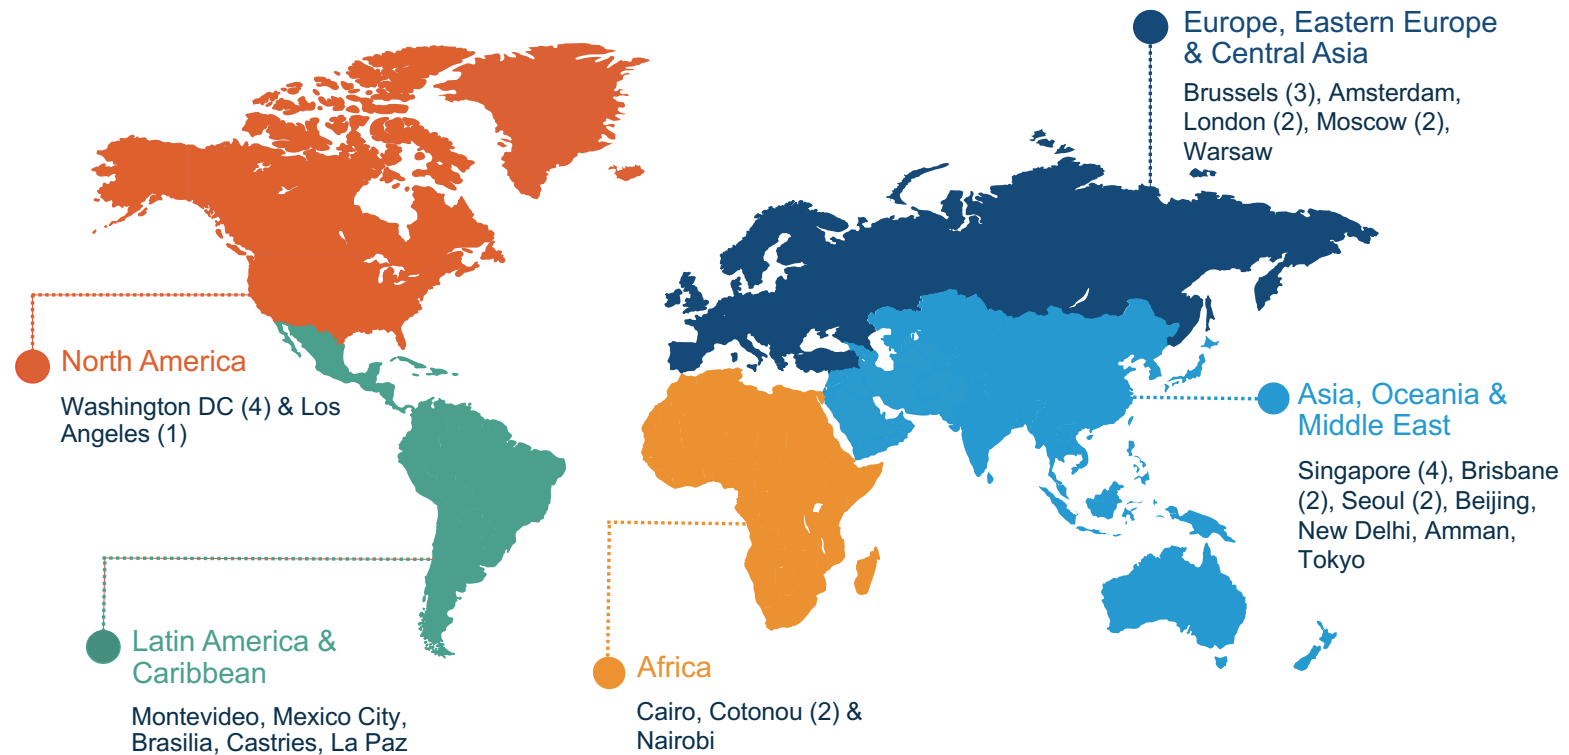 Europe, Eastern Europe
& Central Asia
Brussels (3), Amsterdam,
London (2), Moscow (2),
Warsaw
North America
Washington DC (4) & Los
Angeles (1)
Asia, Oceania &
Middle East
Singapore (4), Brisbane
(2), Seoul (2), Beijing,
New Delhi, Amman,
Tokyo
Latin America &
Caribbean
Montevideo, Mexico City,
Brasilia, Castries, La Paz
Africa
Cairo, Cotonou (2) &
Nairobi